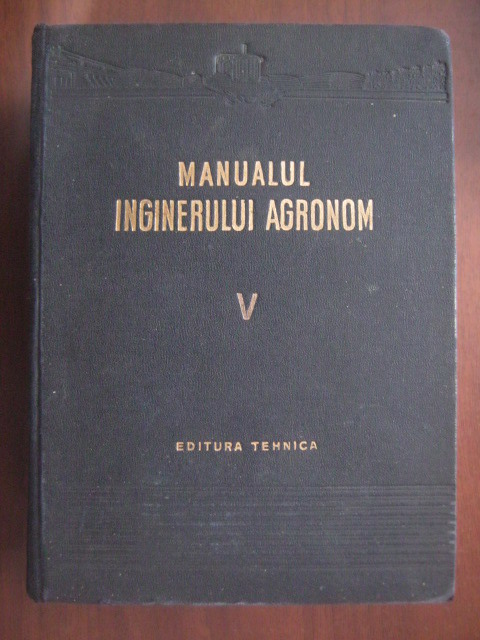 MANUALUL
INGINERULUI AGRONOM
V
EDITURA TEHNICA